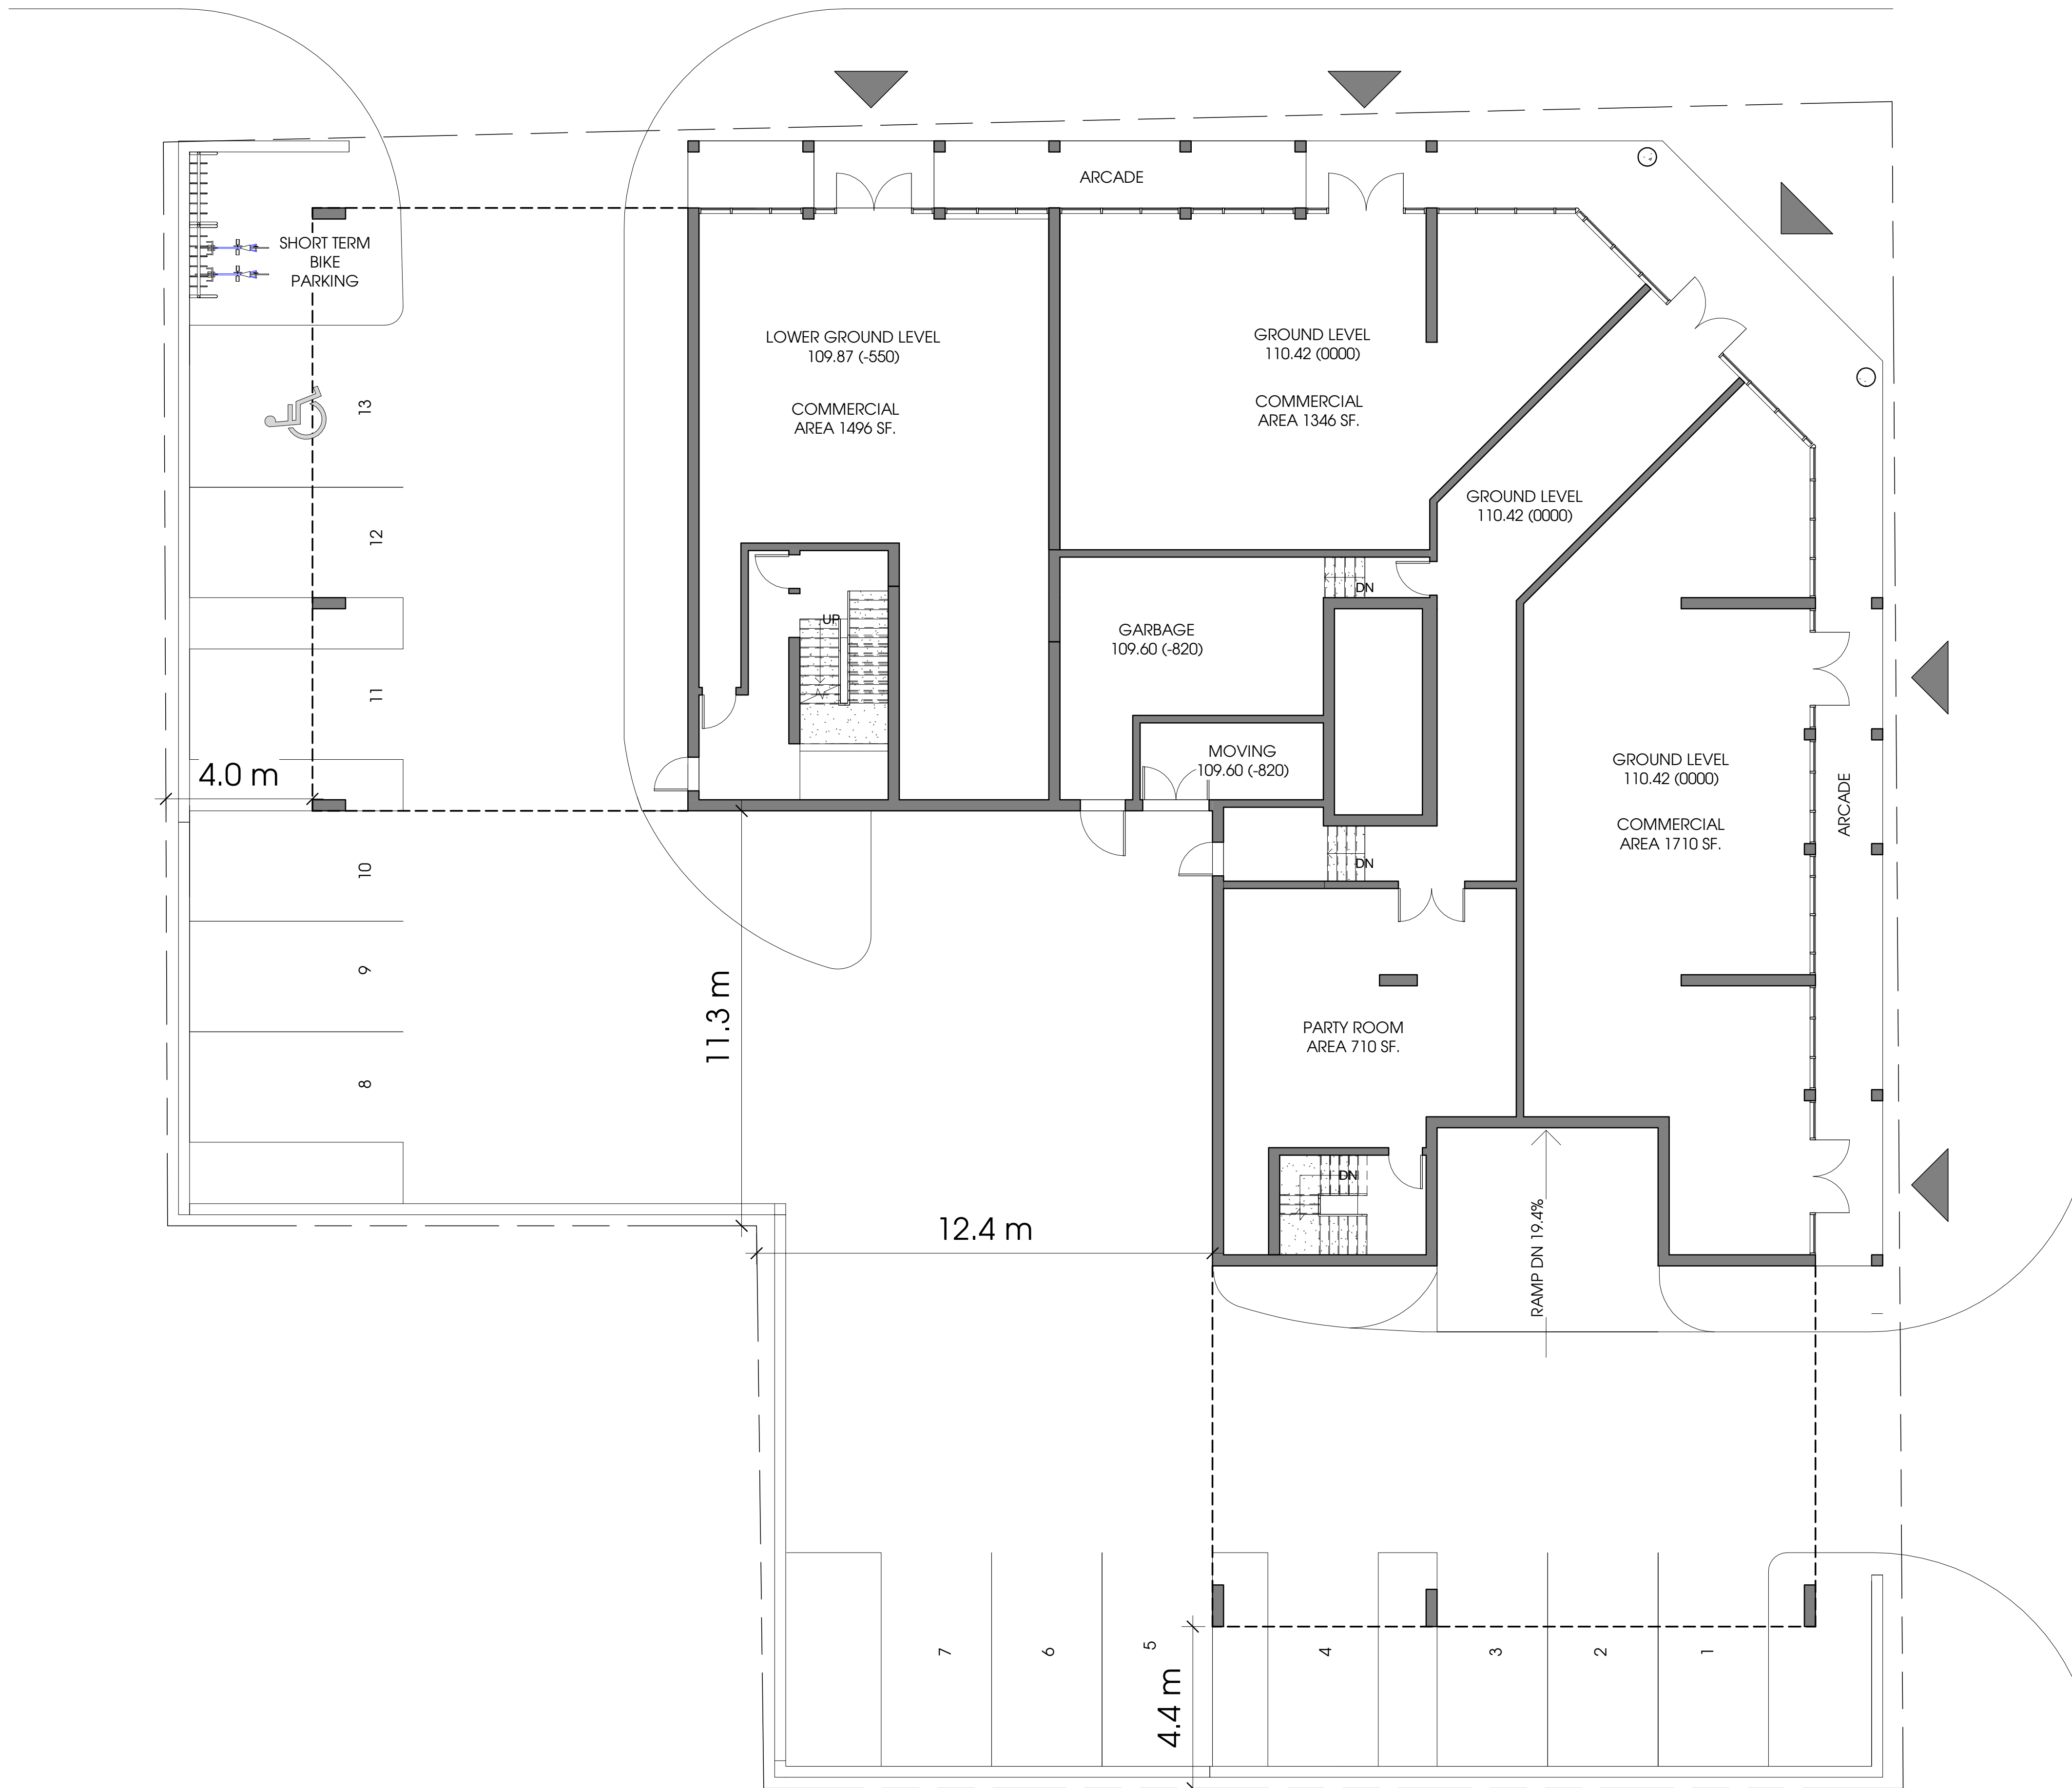 ARCADE
SHORT TERM
BIKE
PARKING
LOWER GROUND LEVEL
109.87 (-550)
COMMERCIAL
AREA 1496 SF.
GROUND LEVEL
110.42 (0000)
COMMERCIAL
AREA 1346 SF.
13
GROUND LEVEL
110.42 (0000)
12
DN
UP
GARBAGE
109.60 (-820)
11
MOVING
109.60 (-820)
GROUND LEVEL
110.42 (0000)
COMMERCIAL
AREA 1710 SF.
ARCADE
4.0 m
10
DN
9
11.3 m
PARTY ROOM
AREA 710 SF.
8
DN
12.4 m
RAMP DN 19.4%
7
6
5
4
3
2
1
4.4 m